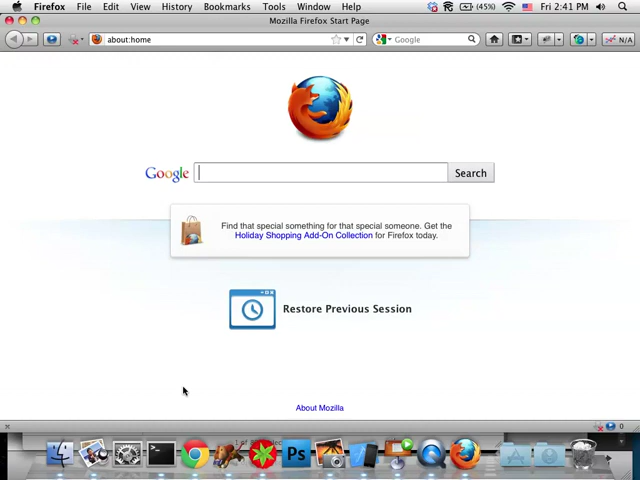 Firefox File Edit View History Bookmarks Tools Window Help (45%) Fri 2:41 PM
Mozilla Firefox Start Page
about:home Google N/A
Google Search
Find that special something for that special someone. Get the
Holiday Shopping Add-On Collection for Firefox today.
Restore Previous Session
About Mozilla
0
Ps